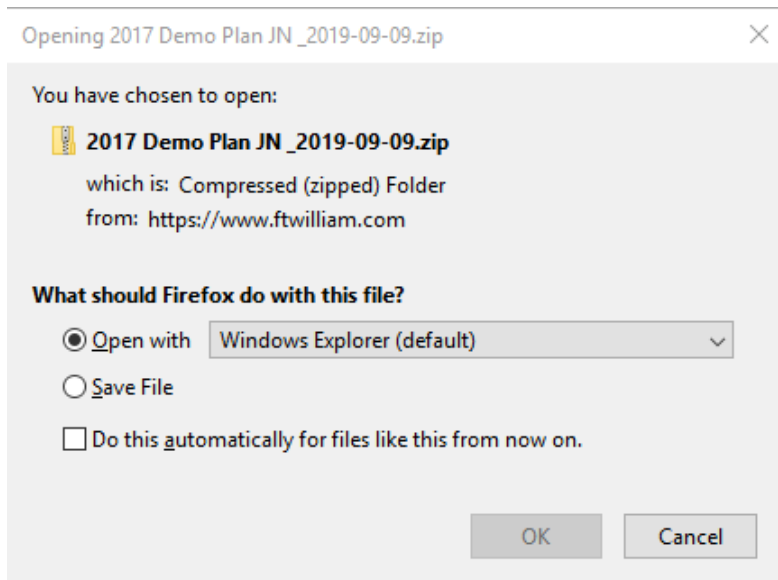 Opening 2017 Demo Plan JN _2019-09-09.zip
You have chosen to open:
2017 Demo Plan JN _2019-09-09.zip
which is: Compressed (zipped) Folder
from: https://www.ftwilliam.com
What should Firefox do with this file?
Open with Windows Explorer (default)
Save File
Do this automatically for files like this from now on.
OK Cancel